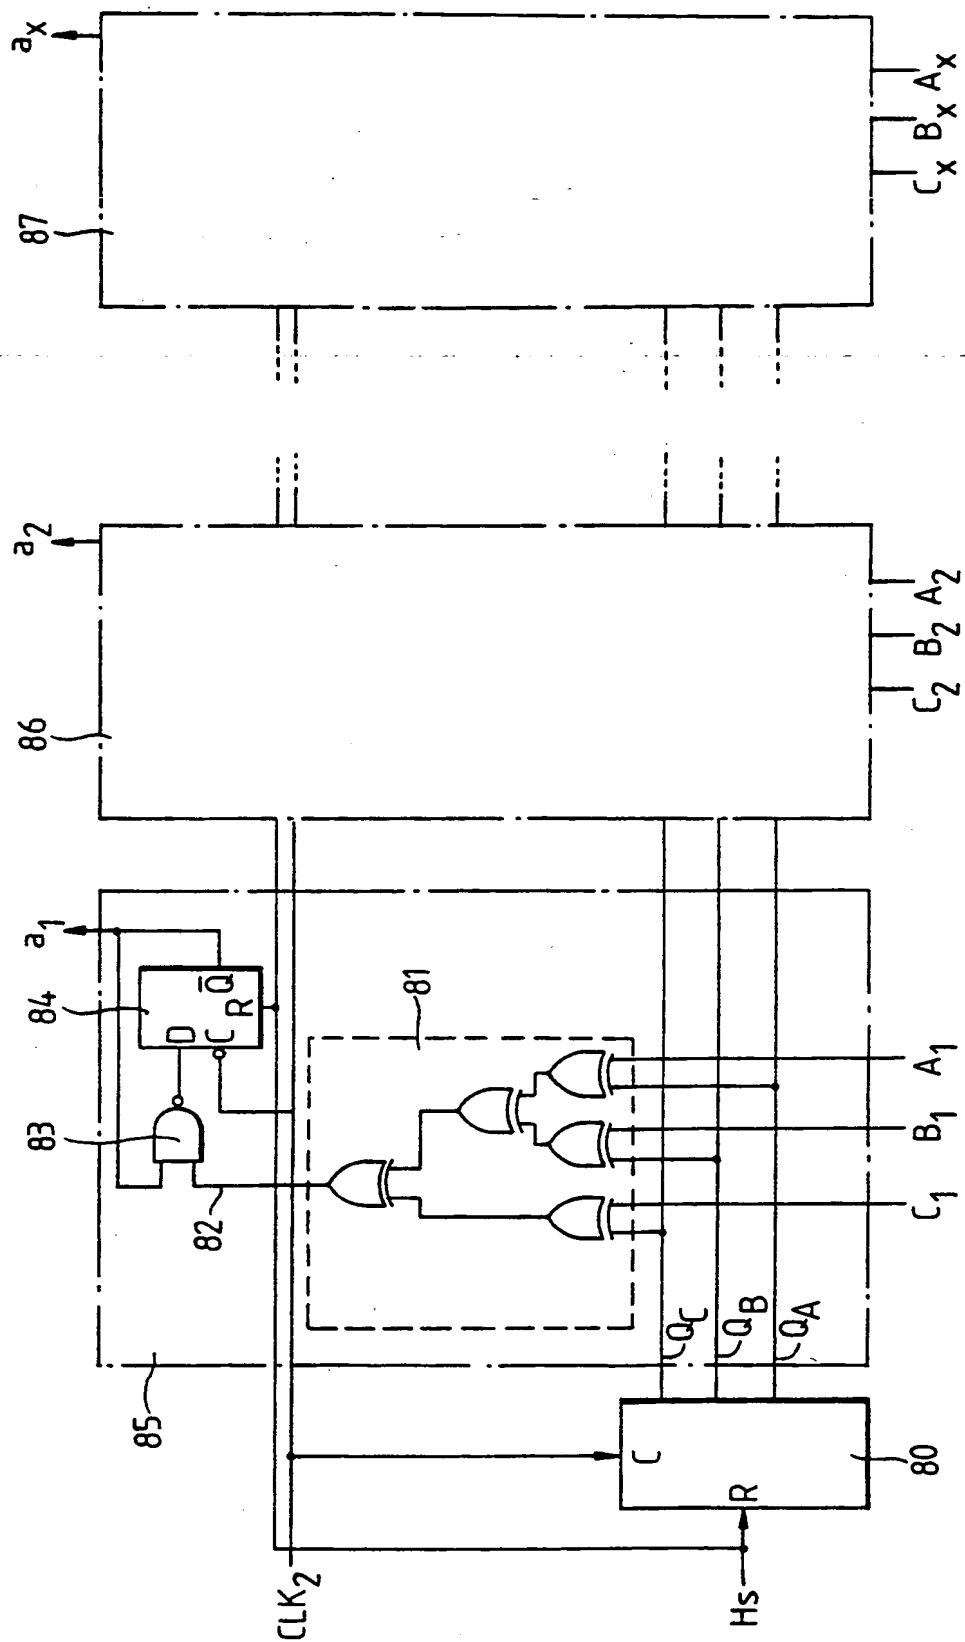 a1
a2
ax
84
D
Q̅
C
R
83
82
81
85
86
87
QC
QB
QA
C
R
80
CLK2
Hs
C1
B1
A1
C2
B2
A2
Cx
Bx
Ax